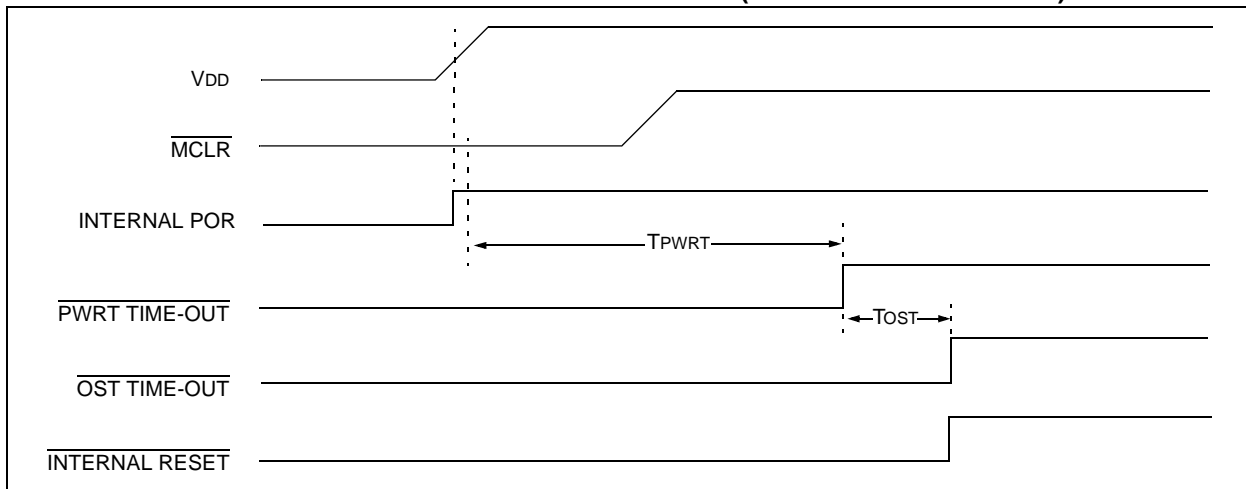 (
)
VDD
MCLR
INTERNAL POR
TPWRT
PWRT TIME-OUT
TOST
OST TIME-OUT
INTERNAL RESET